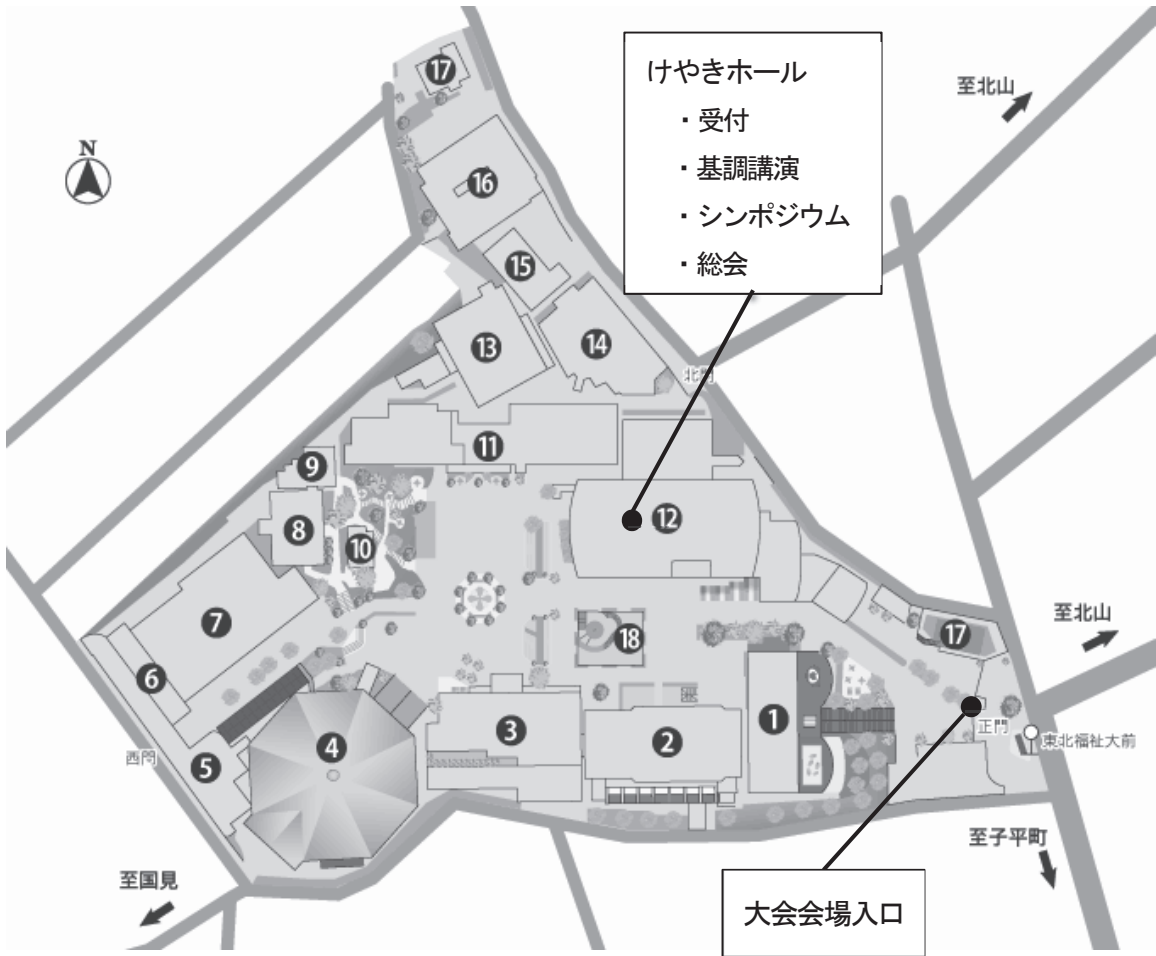 けやきホール
・受付
・基調講演
・シンポジウム
・総会
至北山
N
17
16
15
14
13
北門
11
12
9
8
10
7
18
17
6
至北山
1
正門
3
2
4
東北福祉大前
西門
5
至子平町
至国見
大会会場入口